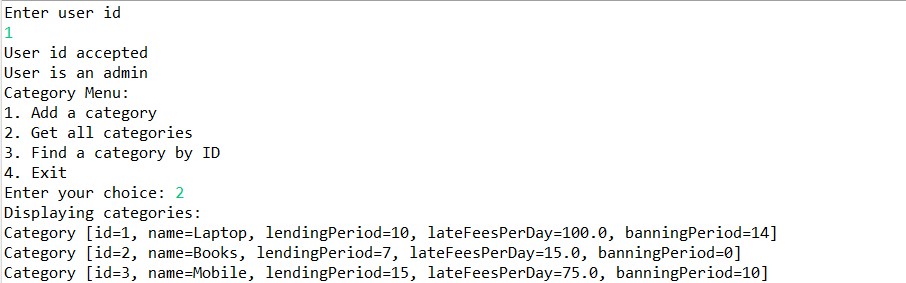 Enter user id
1
User id accepted
User is an admin
Category Menu:
1. Add a category
2. Get all categories
3. Find a category by ID
4. Exit
Enter your choice: 2
Displaying categories:
Category [id=1, name=Laptop, lendingPeriod=10, lateFeesPerDay=100.0, banningPeriod=14]
Category [id=2, name=Books, lendingPeriod=7, lateFeesPerDay=15.0, banningPeriod=0]
Category [id=3, name=Mobile, lendingPeriod=15, lateFeesPerDay=75.0, banningPeriod=10]